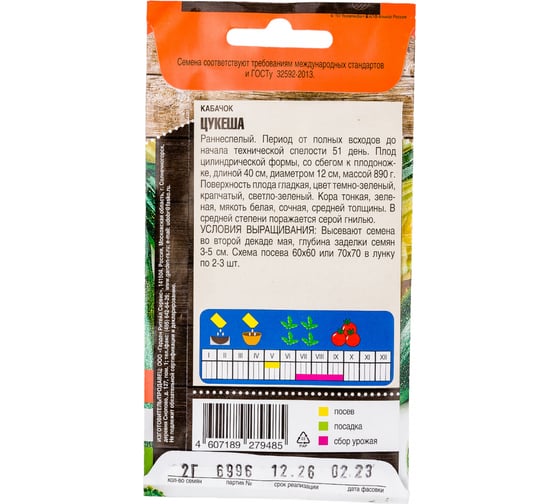 Семена соответствуют требованиям международных стандартов
и ГОСТу 32592-2013.
КАБАЧОК
ЦУКЕША
Раннеспелый. Период от полных всходов до
начала технической спелости 51 день. Плод
цилиндрической формы, со сбегом к плодонож-
ке, длиной 40 см, диаметром 12 см, массой 890 г.
Поверхность плода гладкая, цвет темно-зеленый,
крапчатый, светло-зеленый. Кора тонкая, зеле-
ная, мякоть белая, сочная, средней толщины. В
средней степени поражается серой гнилью.
УСЛОВИЯ ВЫРАЩИВАНИЯ: Высевают семена
во второй декаде мая, глубина заделки семян
3-5 см. Схема посева 60х60 или 70х70 в лунку
по 2-3 шт.
I II III IV V VI VII VIII IX X XI XII
посев
посадка
сбор урожая
4 607189 279485
2Г 6996 12.26 02.23
кол-во семян партия № срок реализации дата фасовки